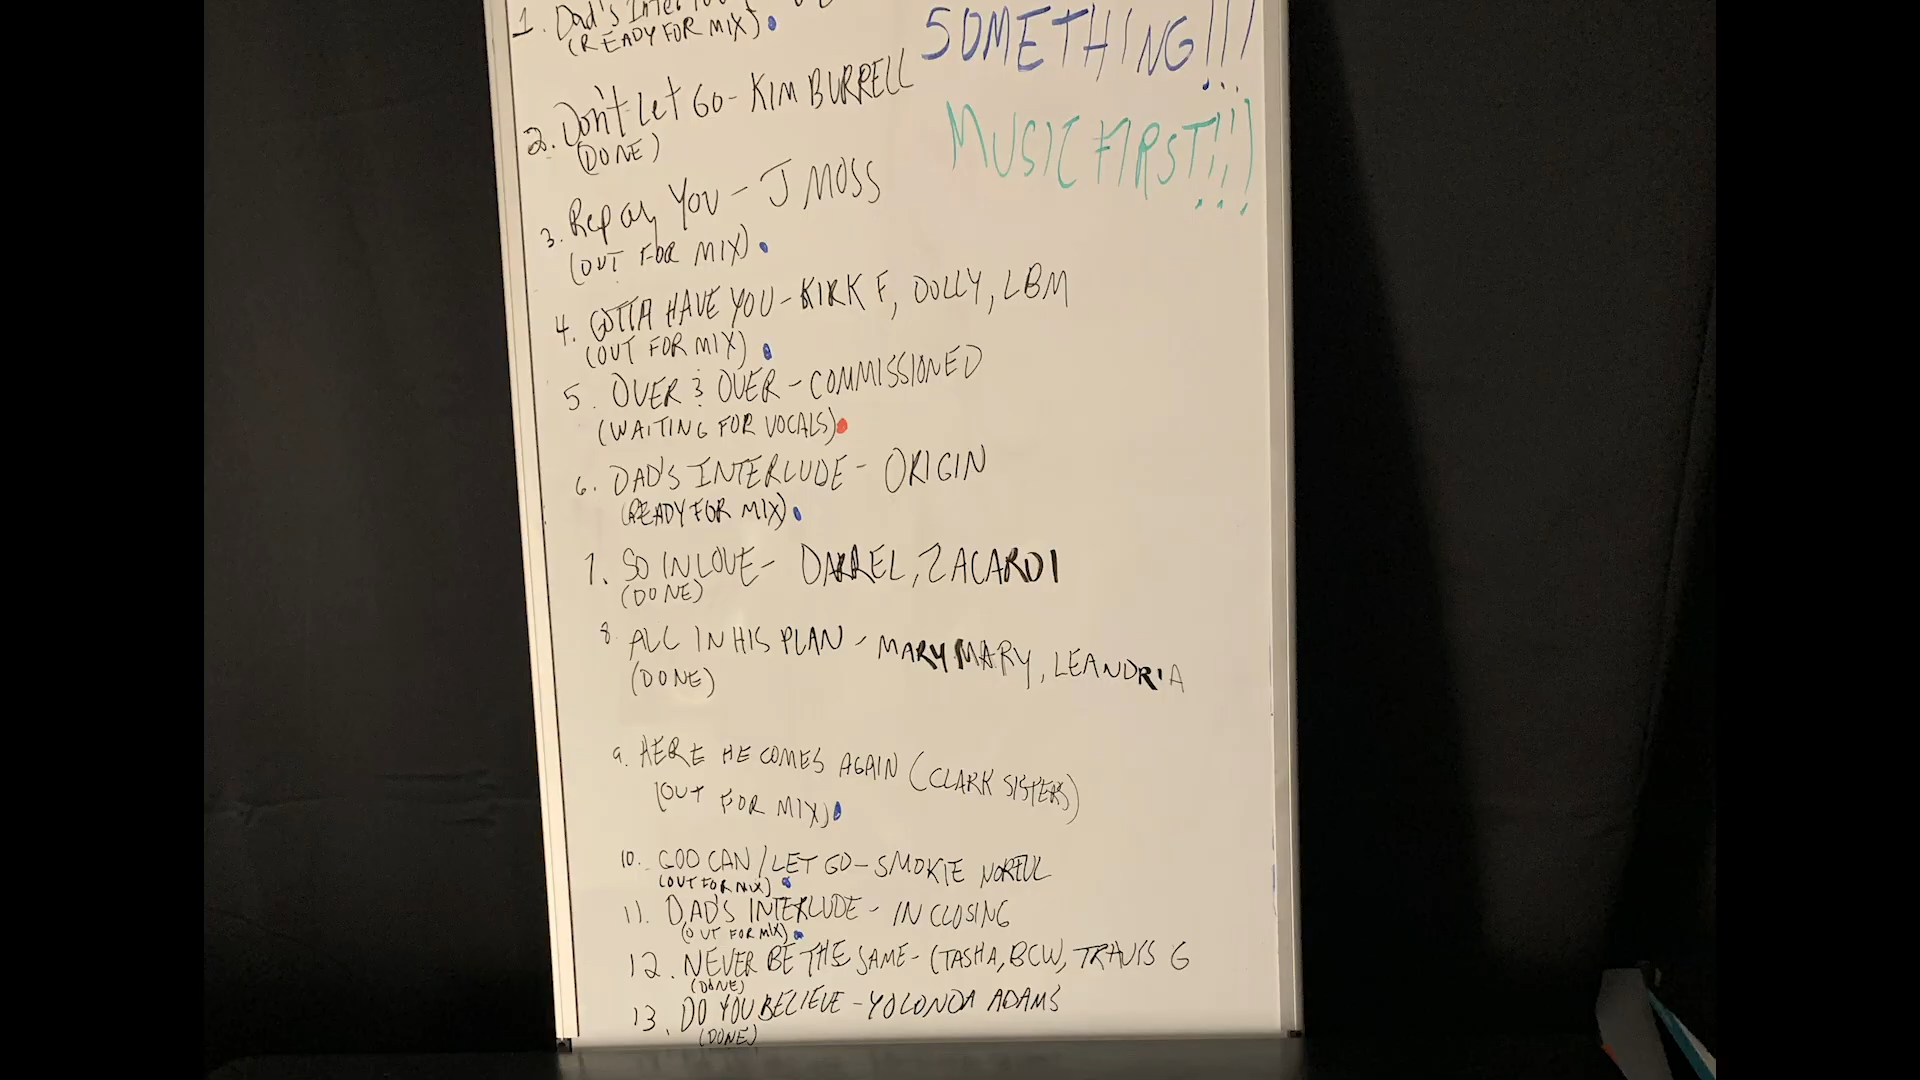 1. Dad's
(READY FOR MIX)
SOMETHING!!!
2. Don't Let Go - KIM BURRELL
(DONE)
MUSIC FIRST!!!
3. Repay You - J MOSS
(OUT FOR MIX)
4. GOTTA HAVE YOU - KIRK F, DOLLY, LBM
(OUT FOR MIX)
5. OVER & OVER - COMMISSIONED
(WAITING FOR VOCALS)
6. DAD'S INTERLUDE - ORIGIN
(READY FOR MIX)
7. SO IN LOVE - DARREL, ZACARDI
(DONE)
8. ALL IN HIS PLAN - MARY MARY, LEANDRIA
(DONE)
9. HERE HE COMES AGAIN (CLARK SISTERS)
(OUT FOR MIX)
10. GOD CAN / LET GO - SMOKIE NORFUL
(OUT FOR MIX)
11. DAD'S INTERLUDE - IN CLOSING
(OUT FOR MIX)
12. NEVER BE THE SAME - (TASHA, BCW, TRAVIS G
(DONE)
13. DO YOU BELIEVE - YOLONDA ADAMS
(DONE)